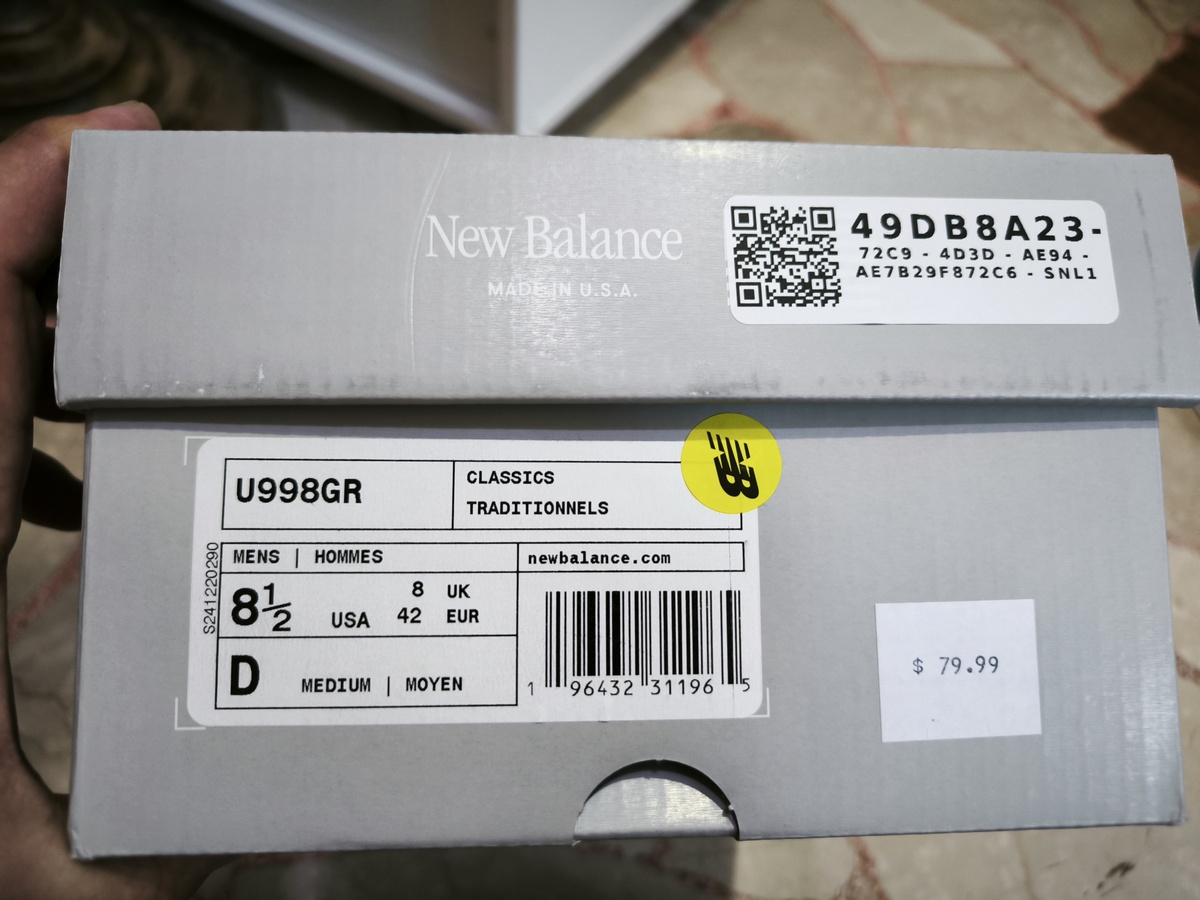 New Balance
MADE IN U.S.A.
49DB8A23-
72C9 - 4D3D - AE94 -
AE7B29F872C6 - SNL1
U998GR
CLASSICS
TRADITIONNELS
MENS | HOMMES
newbalance.com
S241220290
8½ USA
8 UK
42 EUR
D MEDIUM | MOYEN
1 96432 31196 5
NB
$ 79.99